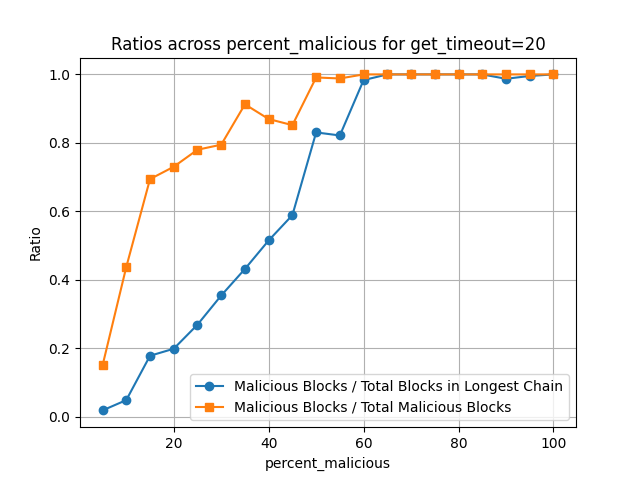 Ratios across percent_malicious for get_timeout=20
1.0
0.8
0.6
0.4
0.2
0.0
Ratio
Malicious Blocks / Total Blocks in Longest Chain
Malicious Blocks / Total Malicious Blocks
20
40
60
80
100
percent_malicious